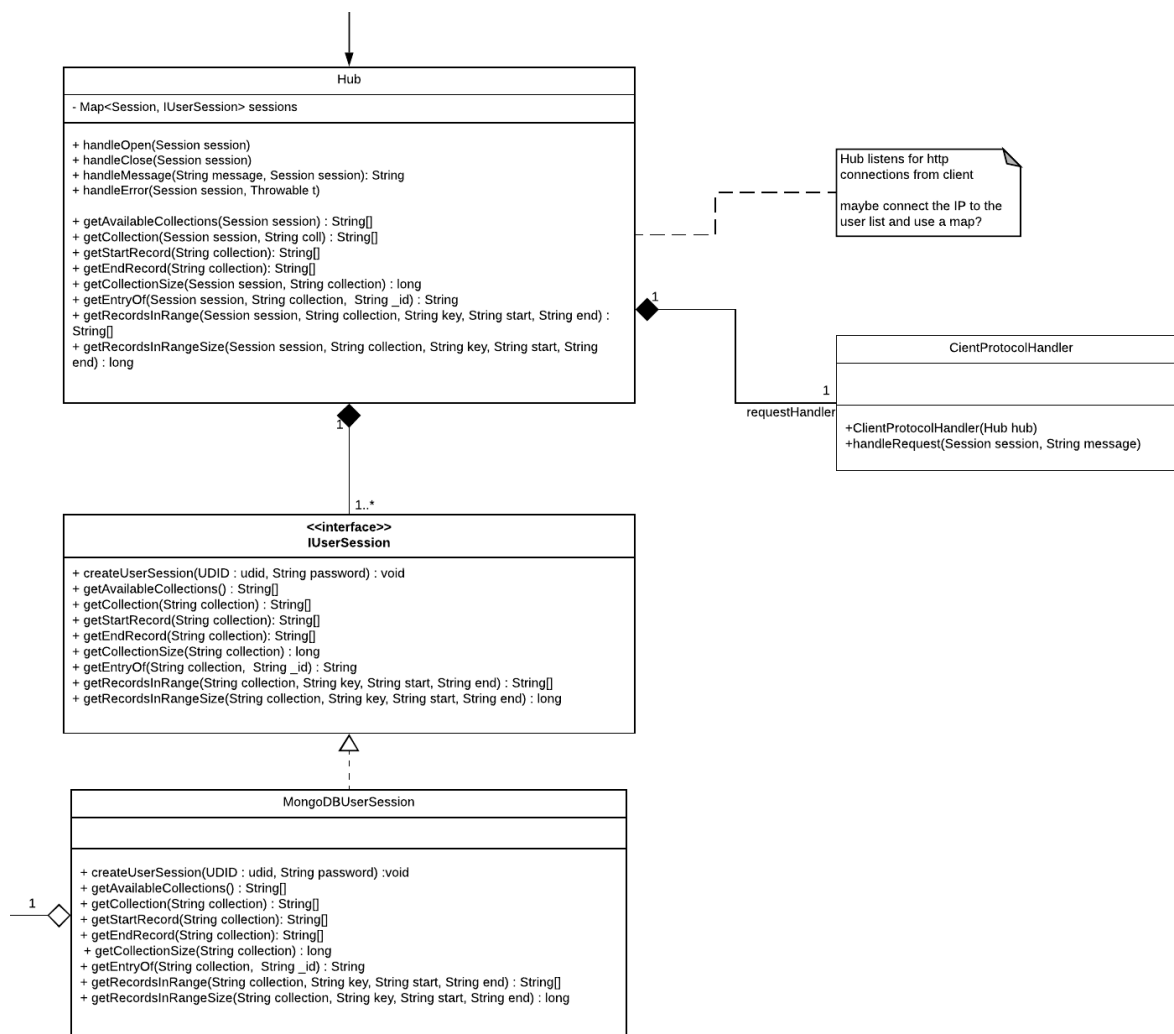 Hub
- Map<Session, IUserSession> sessions
+ handleOpen(Session session)
+ handleClose(Session session)
+ handleMessage(String message, Session session): String
+ handleError(Session session, Throwable t)
+ getAvailableCollections(Session session) : String[]
+ getCollection(Session session, String coll) : String[]
+ getStartRecord(String collection): String[]
+ getEndRecord(String collection): String[]
+ getCollectionSize(Session session, String collection) : long
+ getEntryOf(Session session, String collection,  String _id) : String
+ getRecordsInRange(Session session, String collection, String key, String start, String end) :
String[]
+ getRecordsInRangeSize(Session session, String collection, String key, String start, String
end) : long
Hub listens for http
connections from client
maybe connect the IP to the
user list and use a map?
1
1
requestHandler
CientProtocolHandler
+ClientProtocolHandler(Hub hub)
+handleRequest(Session session, String message)
1
1..*
<<interface>>
IUserSession
+ createUserSession(UDID : udid, String password) : void
+ getAvailableCollections() : String[]
+ getCollection(String collection) : String[]
+ getStartRecord(String collection): String[]
+ getEndRecord(String collection): String[]
+ getCollectionSize(String collection) : long
+ getEntryOf(String collection,  String _id) : String
+ getRecordsInRange(String collection, String key, String start, String end) : String[]
+ getRecordsInRangeSize(String collection, String key, String start, String end) : long
MongoDBUserSession
+ createUserSession(UDID : udid, String password) :void
+ getAvailableCollections() : String[]
+ getCollection(String collection) : String[]
+ getStartRecord(String collection): String[]
+ getEndRecord(String collection): String[]
+ getCollectionSize(String collection) : long
+ getEntryOf(String collection,  String _id) : String
+ getRecordsInRange(String collection, String key, String start, String end) : String[]
+ getRecordsInRangeSize(String collection, String key, String start, String end) : long
1